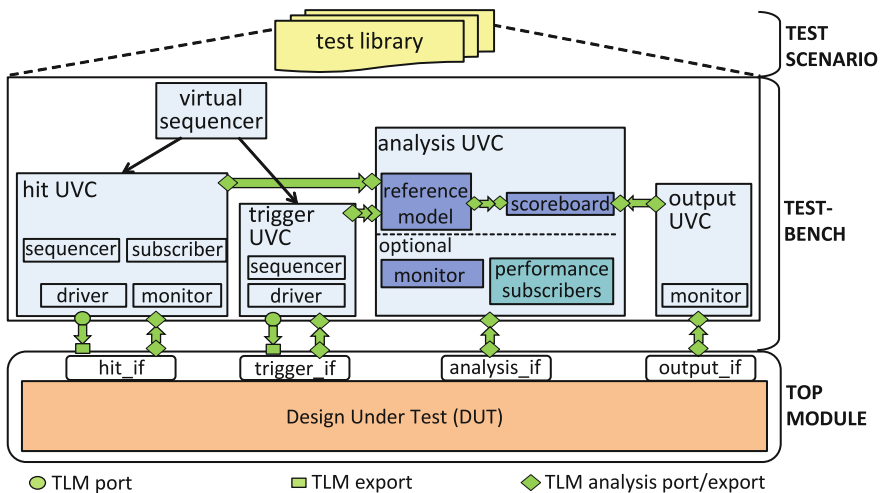 test library
TEST
SCENARIO
virtual
sequencer
analysis UVC
hit UVC
reference
model
scoreboard
output
UVC
trigger
UVC
TEST-
BENCH
sequencer
subscriber
optional
sequencer
monitor
performance
subscribers
driver
monitor
driver
monitor
hit_if
trigger_if
analysis_if
output_if
TOP
MODULE
Design Under Test (DUT)
TLM port
TLM export
TLM analysis port/export